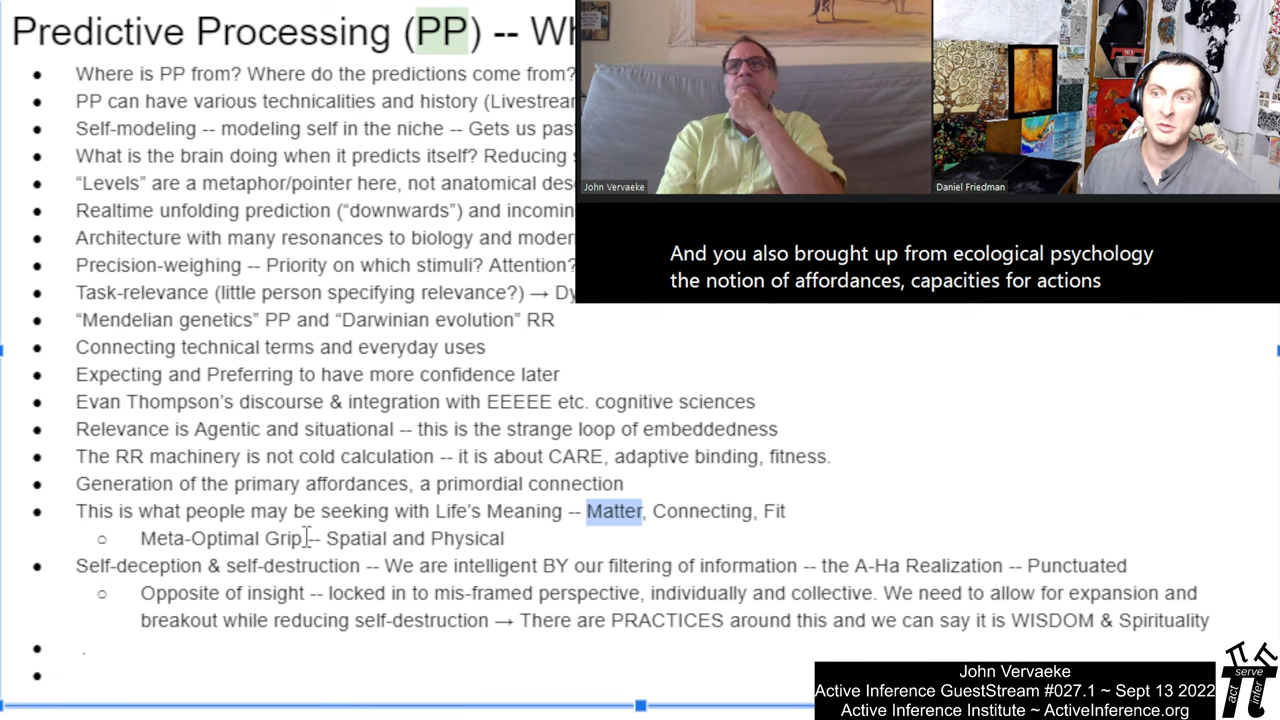 Predictive Processing (PP) -- Wh
• Where is PP from? Where do the predictions come from?
• PP can have various technicalities and history (Livestream
• Self-modeling -- modeling self in the niche -- Gets us past
• What is the brain doing when it predicts itself? Reducing
• “Levels” are a metaphor/pointer here, not anatomical
• Realtime unfolding prediction (“downwards”) and
• Architecture with many resonances to biology and
• Precision-weighing -- Priority on which stimuli? Attention?
• Task-relevance (little person specifying relevance?) →
• “Mendelian genetics” PP and “Darwinian evolution” RR
• Connecting technical terms and everyday uses
• Expecting and Preferring to have more confidence later
• Evan Thompson’s discourse & integration with EEEEE etc. cognitive sciences
• Relevance is Agentic and situational -- this is the strange loop of embeddedness
• The RR machinery is not cold calculation -- it is about CARE, adaptive binding, fitness.
• Generation of the primary affordances, a primordial connection
• This is what people may be seeking with Life’s Meaning -- Matter, Connecting, Fit
○ Meta-Optimal Grip -- Spatial and Physical
• Self-deception & self-destruction -- We are intelligent BY our filtering of information -- the A-Ha Realization -- Punctuated
○ Opposite of insight -- locked in to mis-framed perspective, individually and collective. We need to allow for expansion and
breakout while reducing self-destruction → There are PRACTICES around this and we can say it is WISDOM & Spirituality
• .
•
John Vervaeke
Daniel Friedman
And you also brought up from ecological psychology
the notion of affordances, capacities for actions
John Vervaeke
Active Inference GuestStream #027.1 ~ Sept 13 2022
Active Inference Institute ~ ActiveInference.org
serve
act
infer